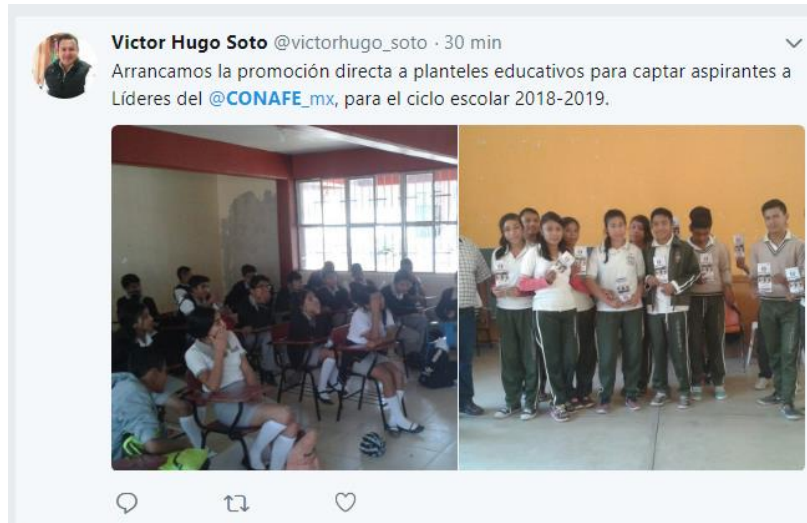 Victor Hugo Soto @victorhugo_soto · 30 min
Arrancamos la promoción directa a planteles educativos para captar aspirantes a
Líderes del @CONAFE_mx, para el ciclo escolar 2018-2019.